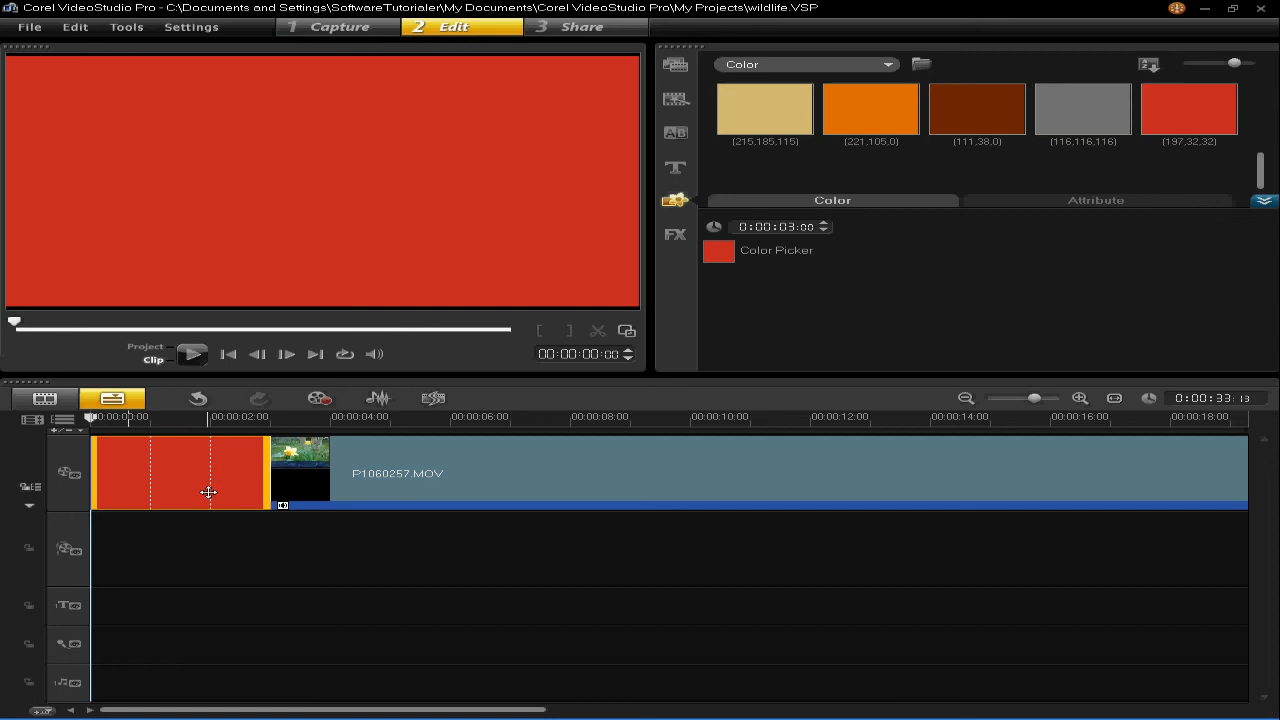 Corel VideoStudio Pro - C:\Documents and Settings\SoftwareTutorialer\My Documents\Corel VideoStudio Pro\My Projects\wildlife.VSP
File Edit Tools Settings 1 Capture 2 Edit 3 Share
Color
(215,185,115) (221,105,0) (111,38,0) (116,116,116) (197,32,32)
AB
T
FX
Color Attribute
0:00:03:00
Color Picker
Project
Clip
00:00:00:00
0:00:33:13
00:00:00:00 00:00:02:00 00:00:04:00 00:00:06:00 00:00:08:00 00:00:10:00 00:00:12:00 00:00:14:00 00:00:16:00 00:00:18:00
P1060257.MOV
1T